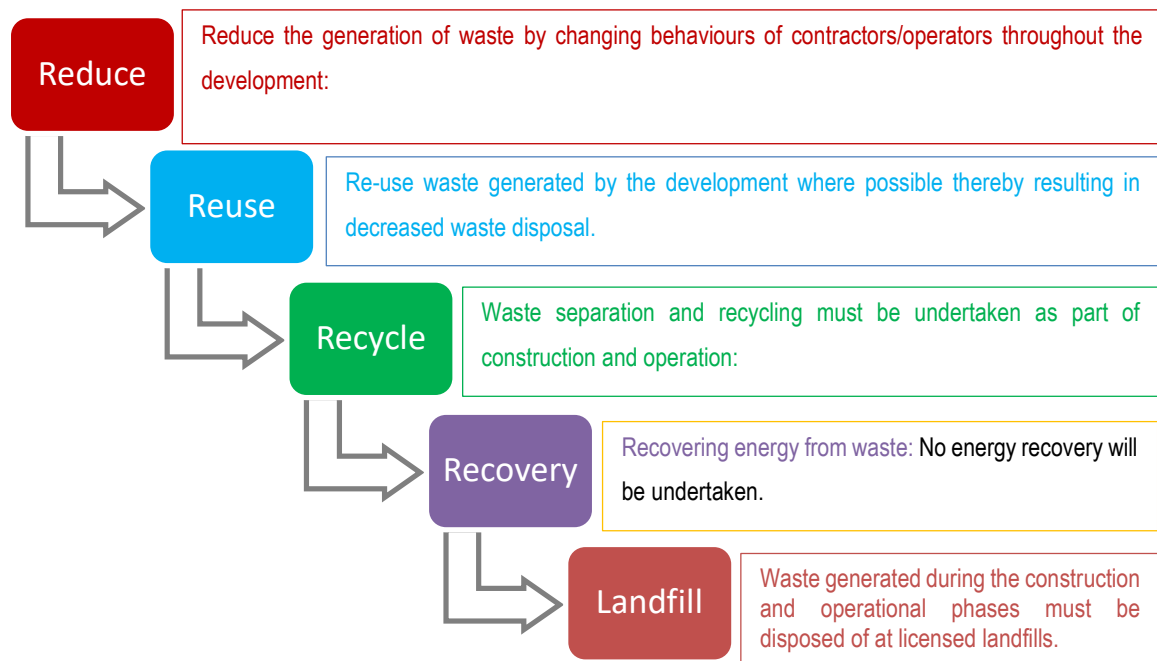 Reduce
Reduce the generation of waste by changing behaviours of contractors/operators throughout the
development:
Reuse
Re-use waste generated by the development where possible thereby resulting in
decreased waste disposal.
Recycle
Waste separation and recycling must be undertaken as part of
construction and operation:
Recovery
Recovering energy from waste: No energy recovery will
be undertaken.
Landfill
Waste generated during the construction
and operational phases must be
disposed of at licensed landfills.